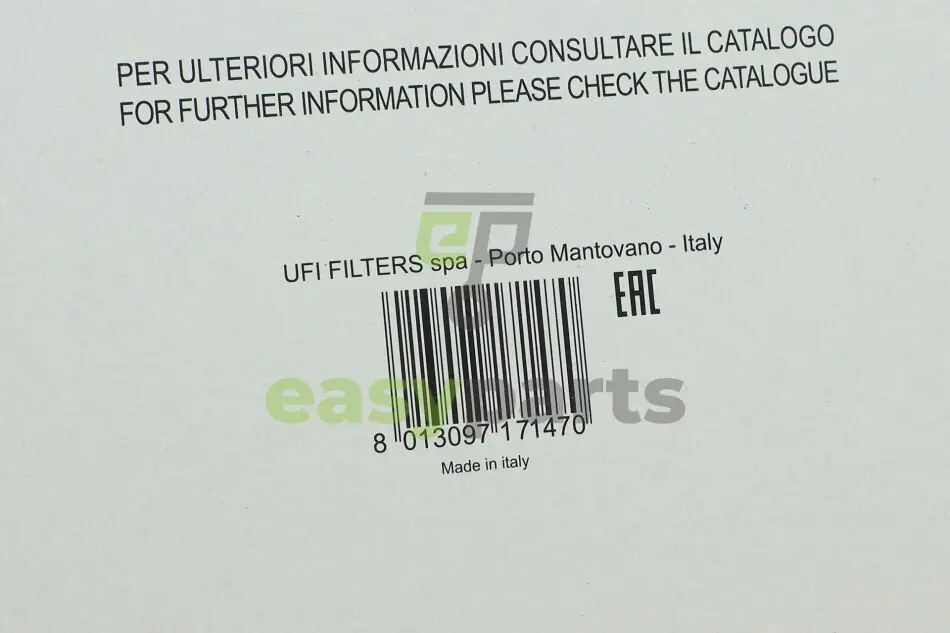 PER ULTERIORI INFORMAZIONI CONSULTARE IL CATALOGO
FOR FURTHER INFORMATION PLEASE CHECK THE CATALOGUE
ep
UFI FILTERS spa - Porto Mantovano - Italy
EAC
easyparts
8 013097 171470
Made in italy